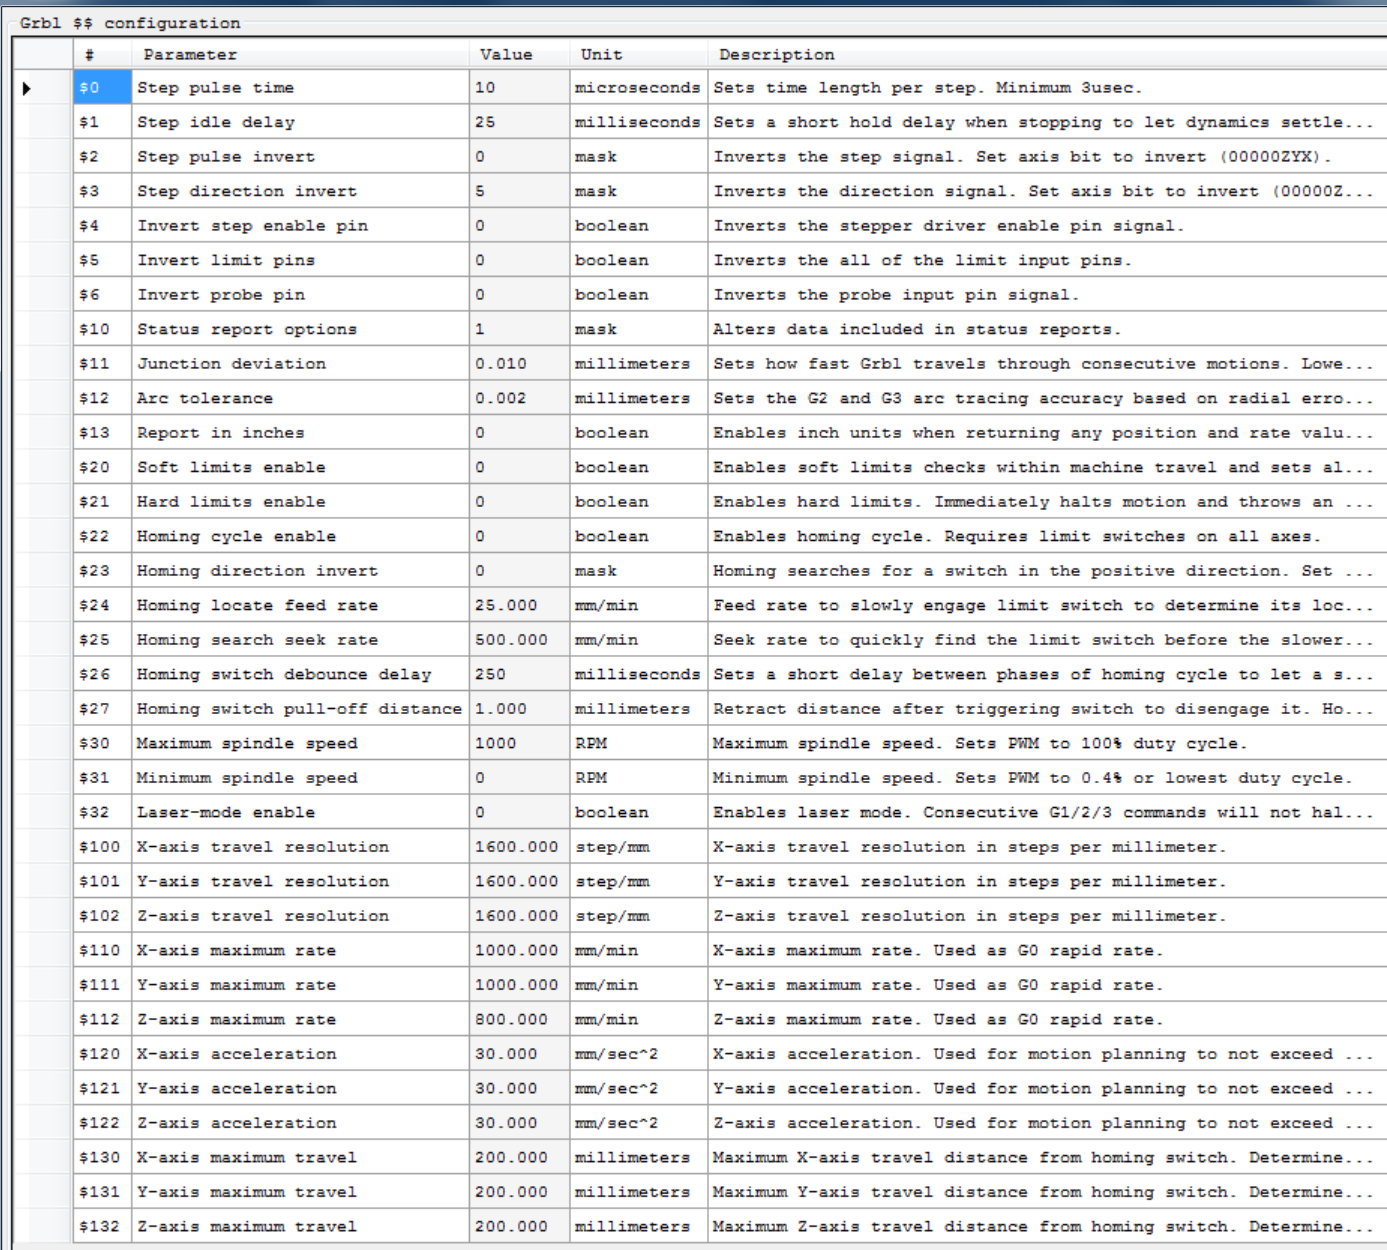 Grbl $$ configuration
# Parameter Value Unit Description
$0 Step pulse time 10 microseconds Sets time length per step. Minimum 3usec.
$1 Step idle delay 25 milliseconds Sets a short hold delay when stopping to let dynamics settle...
$2 Step pulse invert 0 mask Inverts the step signal. Set axis bit to invert (00000ZYX).
$3 Step direction invert 5 mask Inverts the direction signal. Set axis bit to invert (00000Z...
$4 Invert step enable pin 0 boolean Inverts the stepper driver enable pin signal.
$5 Invert limit pins 0 boolean Inverts the all of the limit input pins.
$6 Invert probe pin 0 boolean Inverts the probe input pin signal.
$10 Status report options 1 mask Alters data included in status reports.
$11 Junction deviation 0.010 millimeters Sets how fast Grbl travels through consecutive motions. Lowe...
$12 Arc tolerance 0.002 millimeters Sets the G2 and G3 arc tracing accuracy based on radial erro...
$13 Report in inches 0 boolean Enables inch units when returning any position and rate valu...
$20 Soft limits enable 0 boolean Enables soft limits checks within machine travel and sets al...
$21 Hard limits enable 0 boolean Enables hard limits. Immediately halts motion and throws an ...
$22 Homing cycle enable 0 boolean Enables homing cycle. Requires limit switches on all axes.
$23 Homing direction invert 0 mask Homing searches for a switch in the positive direction. Set ...
$24 Homing locate feed rate 25.000 mm/min Feed rate to slowly engage limit switch to determine its loc...
$25 Homing search seek rate 500.000 mm/min Seek rate to quickly find the limit switch before the slower...
$26 Homing switch debounce delay 250 milliseconds Sets a short delay between phases of homing cycle to let a s...
$27 Homing switch pull-off distance 1.000 millimeters Retract distance after triggering switch to disengage it. Ho...
$30 Maximum spindle speed 1000 RPM Maximum spindle speed. Sets PWM to 100% duty cycle.
$31 Minimum spindle speed 0 RPM Minimum spindle speed. Sets PWM to 0.4% or lowest duty cycle.
$32 Laser-mode enable 0 boolean Enables laser mode. Consecutive G1/2/3 commands will not hal...
$100 X-axis travel resolution 1600.000 step/mm X-axis travel resolution in steps per millimeter.
$101 Y-axis travel resolution 1600.000 step/mm Y-axis travel resolution in steps per millimeter.
$102 Z-axis travel resolution 1600.000 step/mm Z-axis travel resolution in steps per millimeter.
$110 X-axis maximum rate 1000.000 mm/min X-axis maximum rate. Used as G0 rapid rate.
$111 Y-axis maximum rate 1000.000 mm/min Y-axis maximum rate. Used as G0 rapid rate.
$112 Z-axis maximum rate 800.000 mm/min Z-axis maximum rate. Used as G0 rapid rate.
$120 X-axis acceleration 30.000 mm/sec^2 X-axis acceleration. Used for motion planning to not exceed ...
$121 Y-axis acceleration 30.000 mm/sec^2 Y-axis acceleration. Used for motion planning to not exceed ...
$122 Z-axis acceleration 30.000 mm/sec^2 Z-axis acceleration. Used for motion planning to not exceed ...
$130 X-axis maximum travel 200.000 millimeters Maximum X-axis travel distance from homing switch. Determine...
$131 Y-axis maximum travel 200.000 millimeters Maximum Y-axis travel distance from homing switch. Determine...
$132 Z-axis maximum travel 200.000 millimeters Maximum Z-axis travel distance from homing switch. Determine...